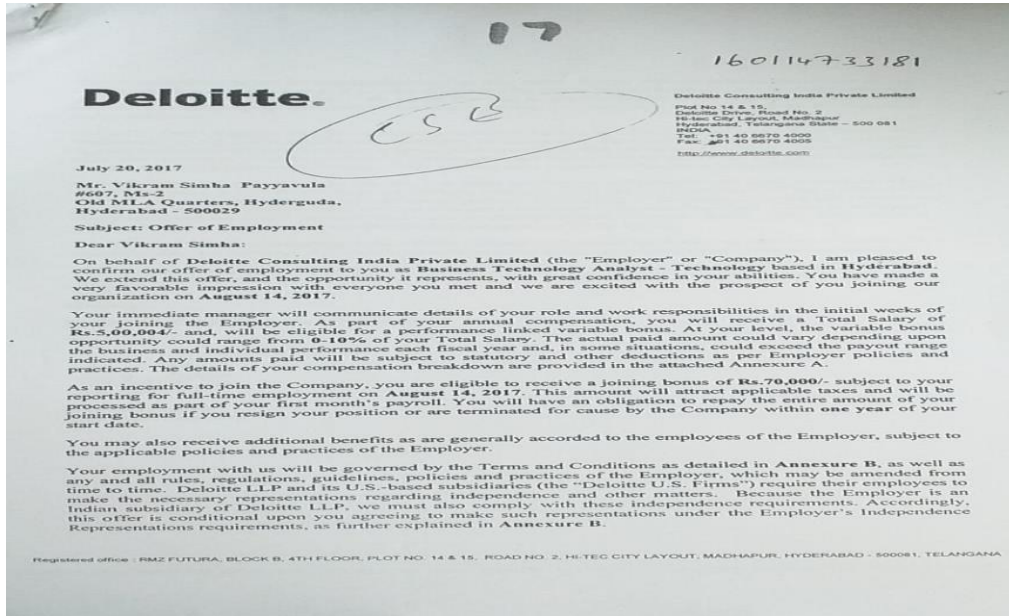 17
160114733181
Deloitte.
CSE
Deloitte Consulting India Private Limited
Plot No 14 & 15,
Deloitte Drive, Road No. 2
Hi-tec City Layout, Madhapur
Hyderabad, Telangana State – 500 081
INDIA
Tel: +91 40 6670 4000
Fax: +91 40 6670 4005
http://www.deloitte.com
July 20, 2017
Mr. Vikram Simha Payyavula
#607, Ms-2
Old MLA Quarters, Hyderguda,
Hyderabad - 500029
Subject: Offer of Employment
Dear Vikram Simha:
On behalf of Deloitte Consulting India Private Limited (the "Employer" or "Company"), I am pleased to
confirm our offer of employment to you as Business Technology Analyst - Technology based in Hyderabad.
We extend this offer, and the opportunity it represents, with great confidence in your abilities. You have made a
very favorable impression with everyone you met and we are excited with the prospect of you joining our
organization on August 14, 2017.
Your immediate manager will communicate details of your role and work responsibilities in the initial weeks of
your joining the Employer. As part of your annual compensation, you will receive a Total Salary of
Rs.5,00,004/- and, will be eligible for a performance linked variable bonus. At your level, the variable bonus
opportunity could range from 0-10% of your Total Salary. The actual paid amount could vary depending upon
the business and individual performance each fiscal year and, in some situations, could exceed the payout range
indicated. Any amounts paid will be subject to statutory and other deductions as per Employer policies and
practices. The details of your compensation breakdown are provided in the attached Annexure A.
As an incentive to join the Company, you are eligible to receive a joining bonus of Rs.70,000/- subject to your
reporting for full-time employment on August 14, 2017. This amount will attract applicable taxes and will be
processed as part of your first month's payroll. You will have an obligation to repay the entire amount of your
joining bonus if you resign your position or are terminated for cause by the Company within one year of your
start date.
You may also receive additional benefits as are generally accorded to the employees of the Employer, subject to
the applicable policies and practices of the Employer.
Your employment with us will be governed by the Terms and Conditions as detailed in Annexure B, as well as
any and all rules, regulations, guidelines, policies and practices of the Employer, which may be amended from
time to time. Deloitte LLP and its U.S.-based subsidiaries (the "Deloitte U.S. Firms") require their employees to
make the necessary representations regarding independence and other matters. Because the Employer is an
Indian subsidiary of Deloitte LLP, we must also comply with these independence requirements. Accordingly,
this offer is conditional upon you agreeing to make such representations under the Employer's Independence
Representations requirements, as further explained in Annexure B.
Registered office : RMZ FUTURA, BLOCK B, 4TH FLOOR, PLOT NO. 14 & 15, ROAD NO. 2, HI-TEC CITY LAYOUT, MADHAPUR, HYDERABAD - 500081, TELANGANA